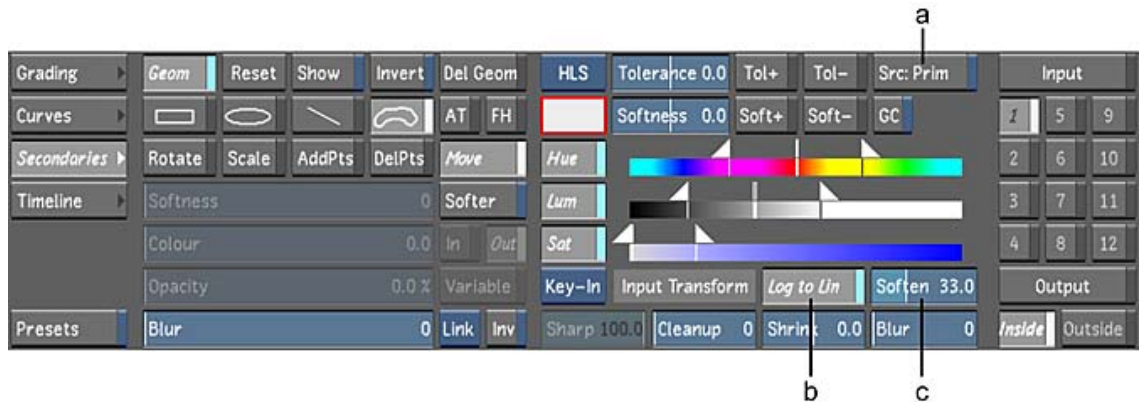 a
Grading Geom Reset Show Invert Del Geom HLS Tolerance 0.0 Tol+ Tol- Src: Prim Input
Curves AT FH Softness 0.0 Soft+ Soft- GC 1 5 9
Secondaries Rotate Scale AddPts DelPts Move Hue 2 6 10
Timeline Softness 0 Softer Lum 3 7 11
Colour 0.0 In Out Sat 4 8 12
Opacity 0.0 % Variable Key-In Input Transform Log to Lin Soften 33.0 Output
Presets Blur 0 Link Inv Sharp 100.0 Cleanup 0 Shrink 0.0 Blur 0 Inside Outside
b c